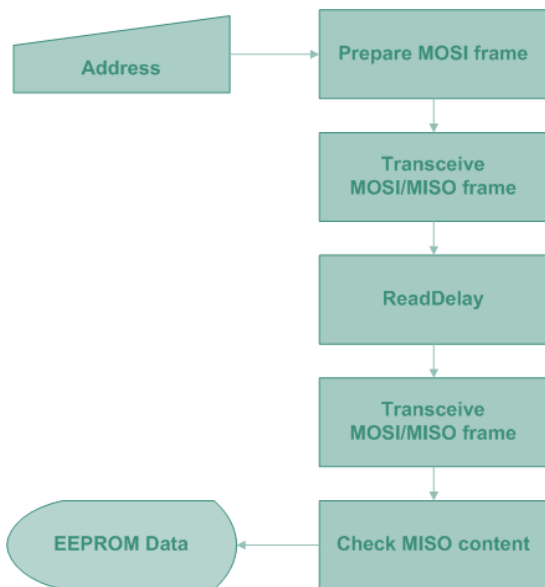 Address
Prepare MOSI frame
Transceive
MOSI/MISO frame
ReadDelay
Transceive
MOSI/MISO frame
Check MISO content
EEPROM Data